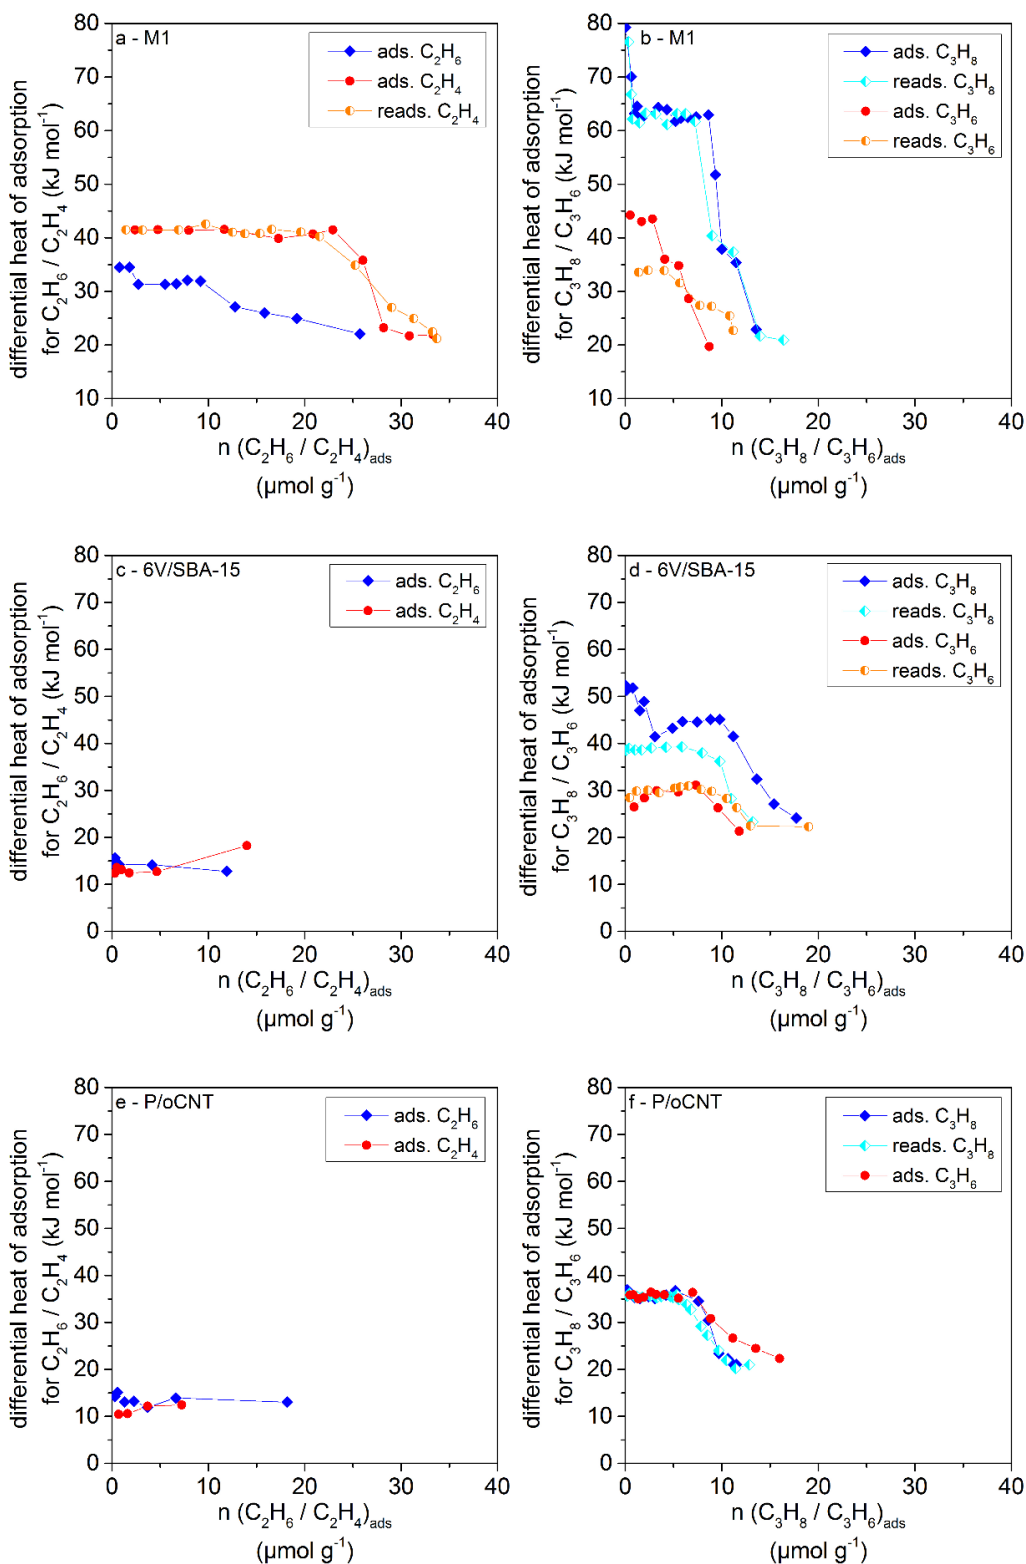 a - M1
ads. C₂H₆
ads. C₂H₄
reads. C₂H₄
differential heat of adsorption
for C₂H₆ / C₂H₄ (kJ mol⁻¹)
80
70
60
50
40
30
20
10
0 10 20 30 40
n (C₂H₆ / C₂H₄)ads
(µmol g⁻¹)
b - M1
ads. C₃H₈
reads. C₃H₈
ads. C₃H₆
reads. C₃H₆
differential heat of adsorption
for C₃H₈ / C₃H₆ (kJ mol⁻¹)
80
70
60
50
40
30
20
10
0 10 20 30 40
n (C₃H₈ / C₃H₆)ads
(µmol g⁻¹)
c - 6V/SBA-15
ads. C₂H₆
ads. C₂H₄
differential heat of adsorption
for C₂H₆ / C₂H₄ (kJ mol⁻¹)
80
70
60
50
40
30
20
10
0
0 10 20 30 40
n (C₂H₆ / C₂H₄)ads
(µmol g⁻¹)
d - 6V/SBA-15
ads. C₃H₈
reads. C₃H₈
ads. C₃H₆
reads. C₃H₆
differential heat of adsorption
for C₃H₈ / C₃H₆ (kJ mol⁻¹)
80
70
60
50
40
30
20
10
0
0 10 20 30 40
n (C₃H₈ / C₃H₆)ads
(µmol g⁻¹)
e - P/oCNT
ads. C₂H₆
ads. C₂H₄
differential heat of adsorption
for C₂H₆ / C₂H₄ (kJ mol⁻¹)
80
70
60
50
40
30
20
10
0
0 10 20 30 40
n (C₂H₆ / C₂H₄)ads
(µmol g⁻¹)
f - P/oCNT
ads. C₃H₈
reads. C₃H₈
ads. C₃H₆
differential heat of adsorption
for C₃H₈ / C₃H₆ (kJ mol⁻¹)
80
70
60
50
40
30
20
10
0
0 10 20 30 40
n (C₃H₈ / C₃H₆)ads
(µmol g⁻¹)